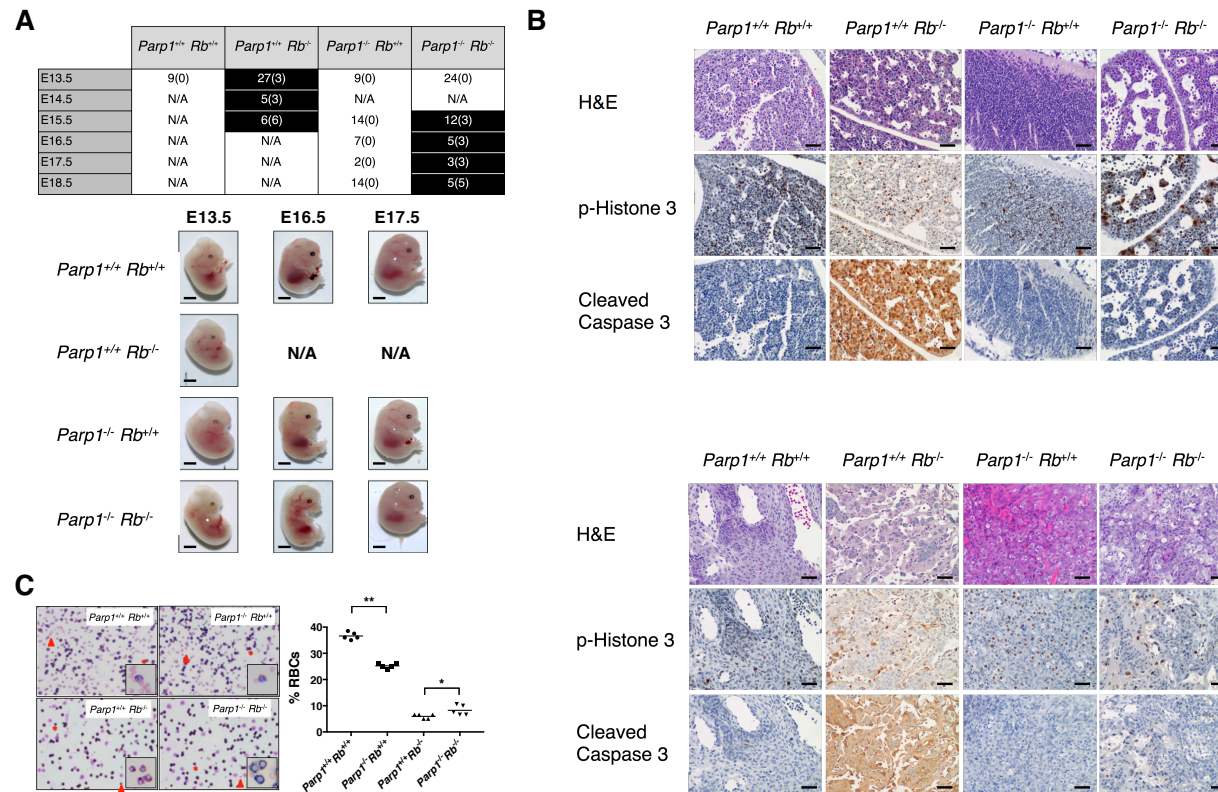 A
Parp1+/+ Rb+/+ Parp1+/+ Rb-/- Parp1-/- Rb+/+ Parp1-/- Rb-/-
E13.5 9(0) 27(3) 9(0) 24(0)
E14.5 N/A 5(3) N/A N/A
E15.5 N/A 6(6) 14(0) 12(3)
E16.5 N/A N/A 7(0) 5(3)
E17.5 N/A N/A 2(0) 3(3)
E18.5 N/A N/A 14(0) 5(5)
E13.5 E16.5 E17.5
Parp1+/+ Rb+/+
Parp1+/+ Rb-/- N/A N/A
Parp1-/- Rb+/+
Parp1-/- Rb-/-
B
Parp1+/+ Rb+/+ Parp1+/+ Rb-/- Parp1-/- Rb+/+ Parp1-/- Rb-/-
H&E
p-Histone 3
Cleaved
Caspase 3
Parp1+/+ Rb+/+ Parp1+/+ Rb-/- Parp1-/- Rb+/+ Parp1-/- Rb-/-
H&E
p-Histone 3
Cleaved
Caspase 3
C
Parp1+/+ Rb+/+ Parp1-/- Rb+/+
Parp1+/+ Rb-/- Parp1-/- Rb-/-
% RBCs
40
30
20
10
0
**
*
Parp1+/+Rb+/+
Parp1-/-Rb+/+
Parp1+/+Rb-/-
Parp1-/-Rb-/-